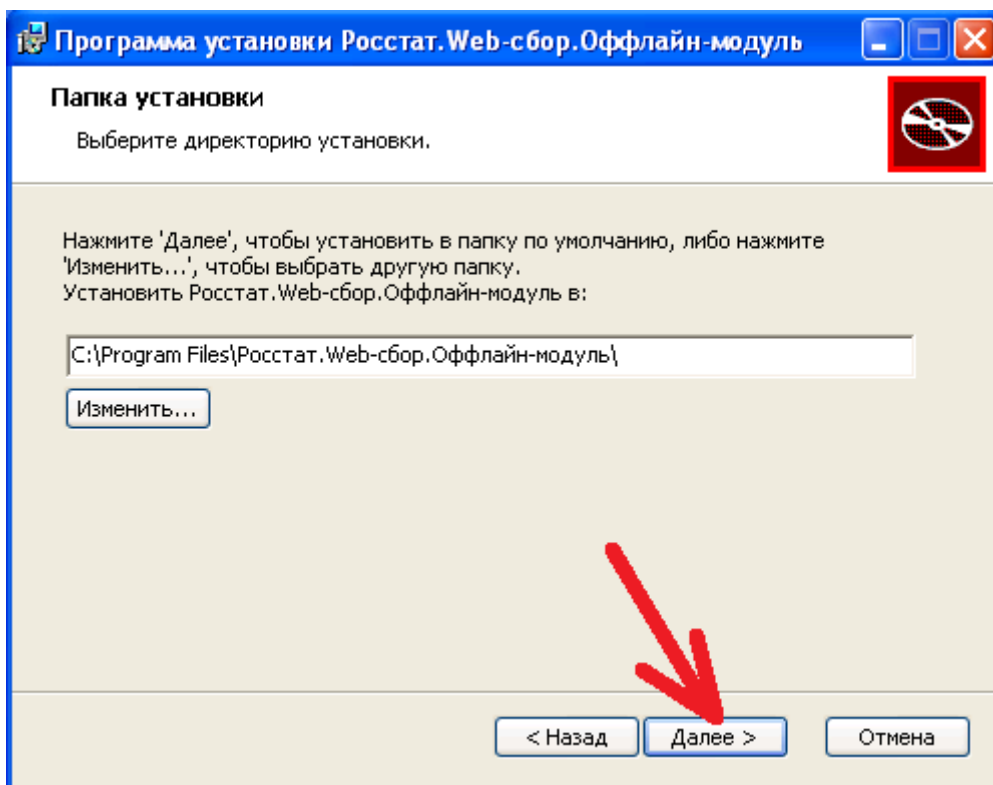 Программа установки Росстат.Web-сбор.Оффлайн-модуль
Папка установки
Выберите директорию установки.
Нажмите 'Далее', чтобы установить в папку по умолчанию, либо нажмите
'Изменить...', чтобы выбрать другую папку.
Установить Росстат.Web-сбор.Оффлайн-модуль в:
C:\Program Files\Росстат.Web-сбор.Оффлайн-модуль\
Изменить...
< Назад Далее > Отмена